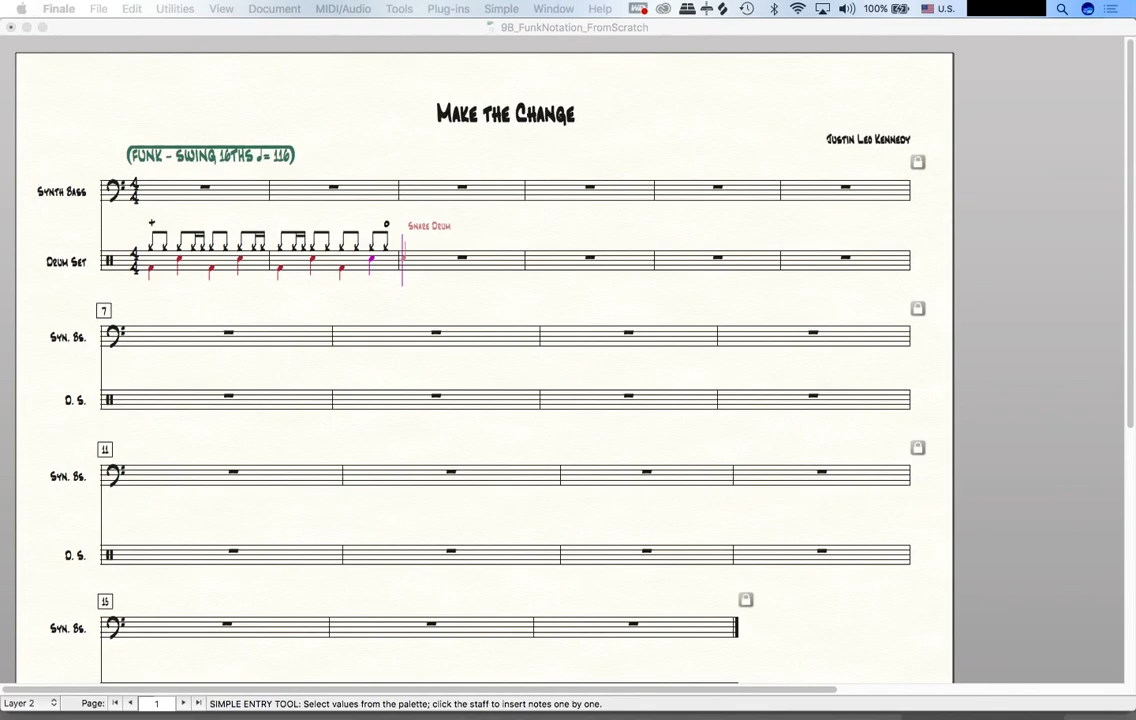 Finale File Edit Utilities View Document MIDI/Audio Tools Plug-ins Simple Window Help 100% U.S.
9B_FunkNotation_FromScratch
MAKE THE CHANGE
JUSTIN LEO KENNEDY
(FUNK - SWING 16THS ♩= 116)
SYNTH BASS
SNARE DRUM
DRUM SET
7
SYN. BS.
D. S.
11
SYN. BS.
D. S.
15
SYN. BS.
Layer 2 Page: 1 SIMPLE ENTRY TOOL: Select values from the palette; click the staff to insert notes one by one.